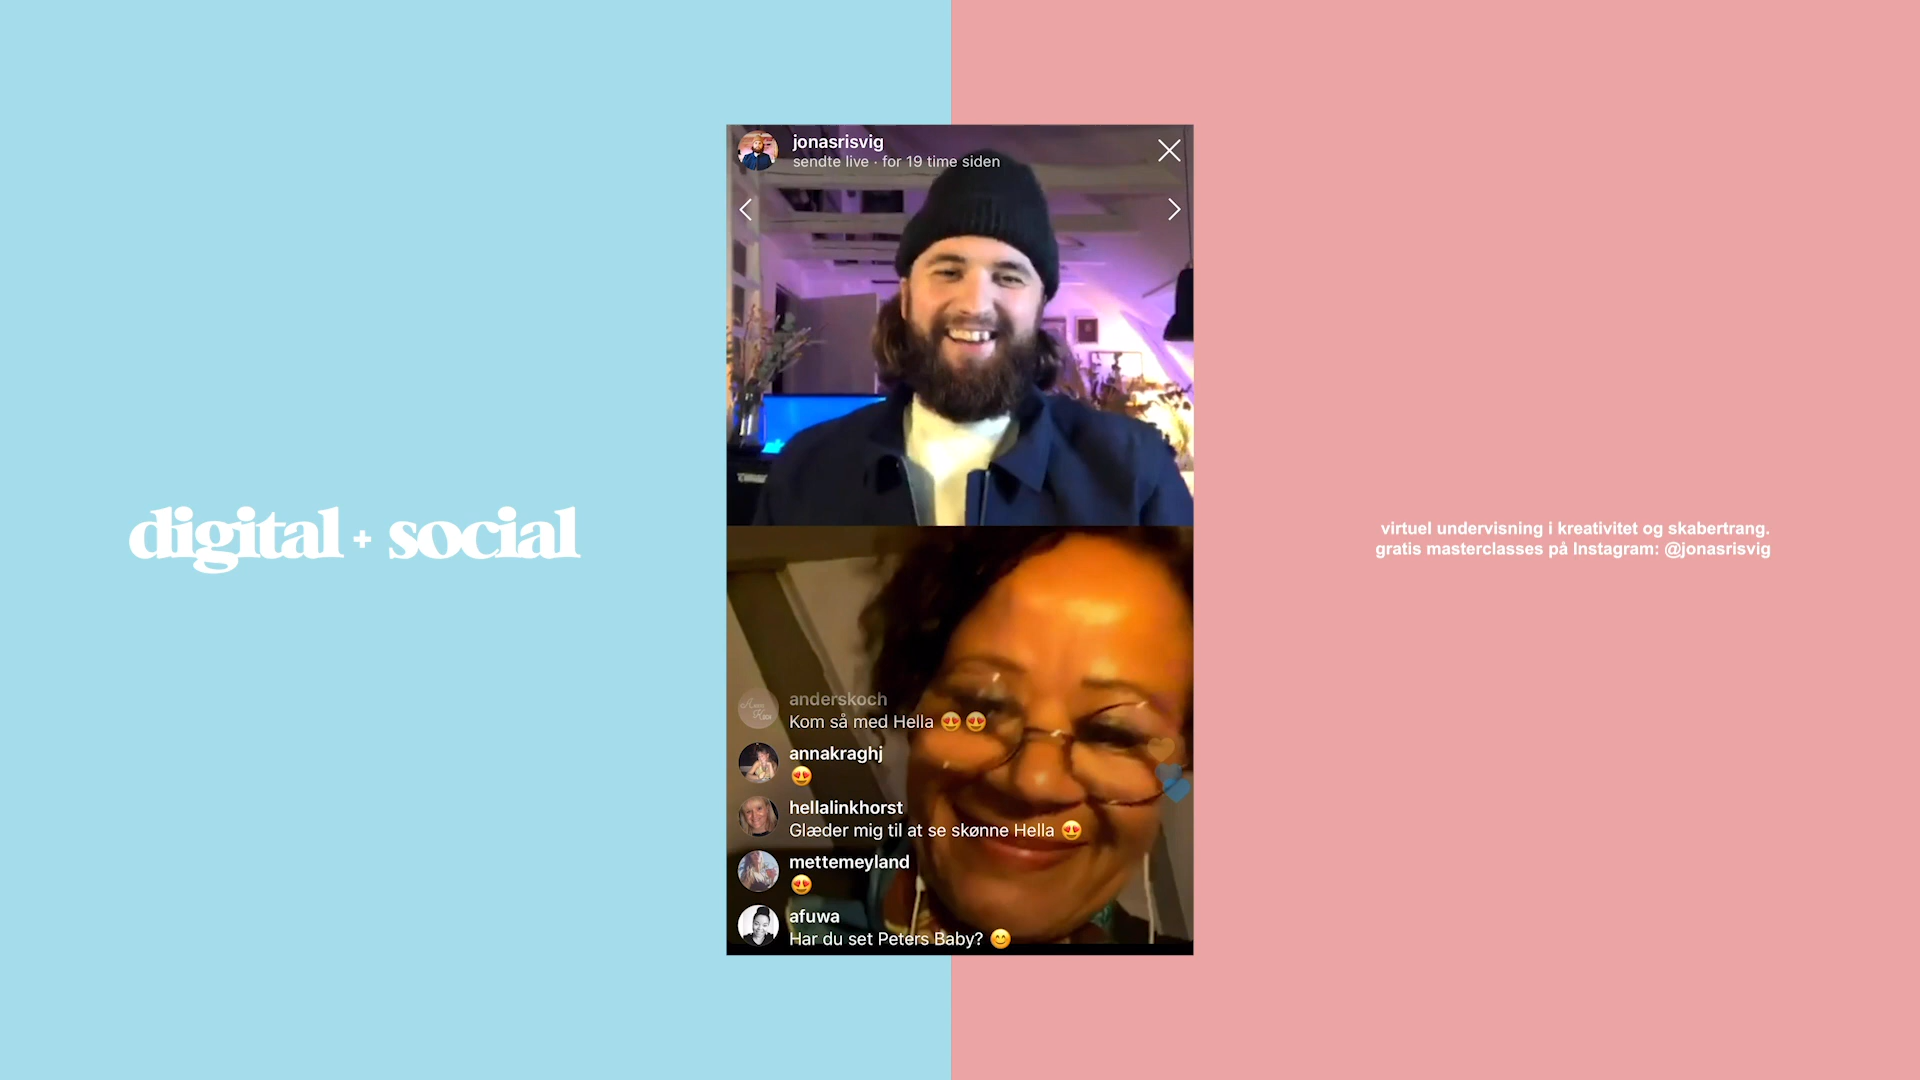 digital + social
jonasrisvig
sendte live · for 19 time siden
anderskoch
Kom så med Hella 😍😍
annakraghj
😍
hellalinkhorst
Glæder mig til at se skønne Hella 😍
mettemeyland
😍
afuwa
Har du set Peters Baby? 😊
virtuel undervisning i kreativitet og skabertrang.
gratis masterclasses på Instagram: @jonasrisvig